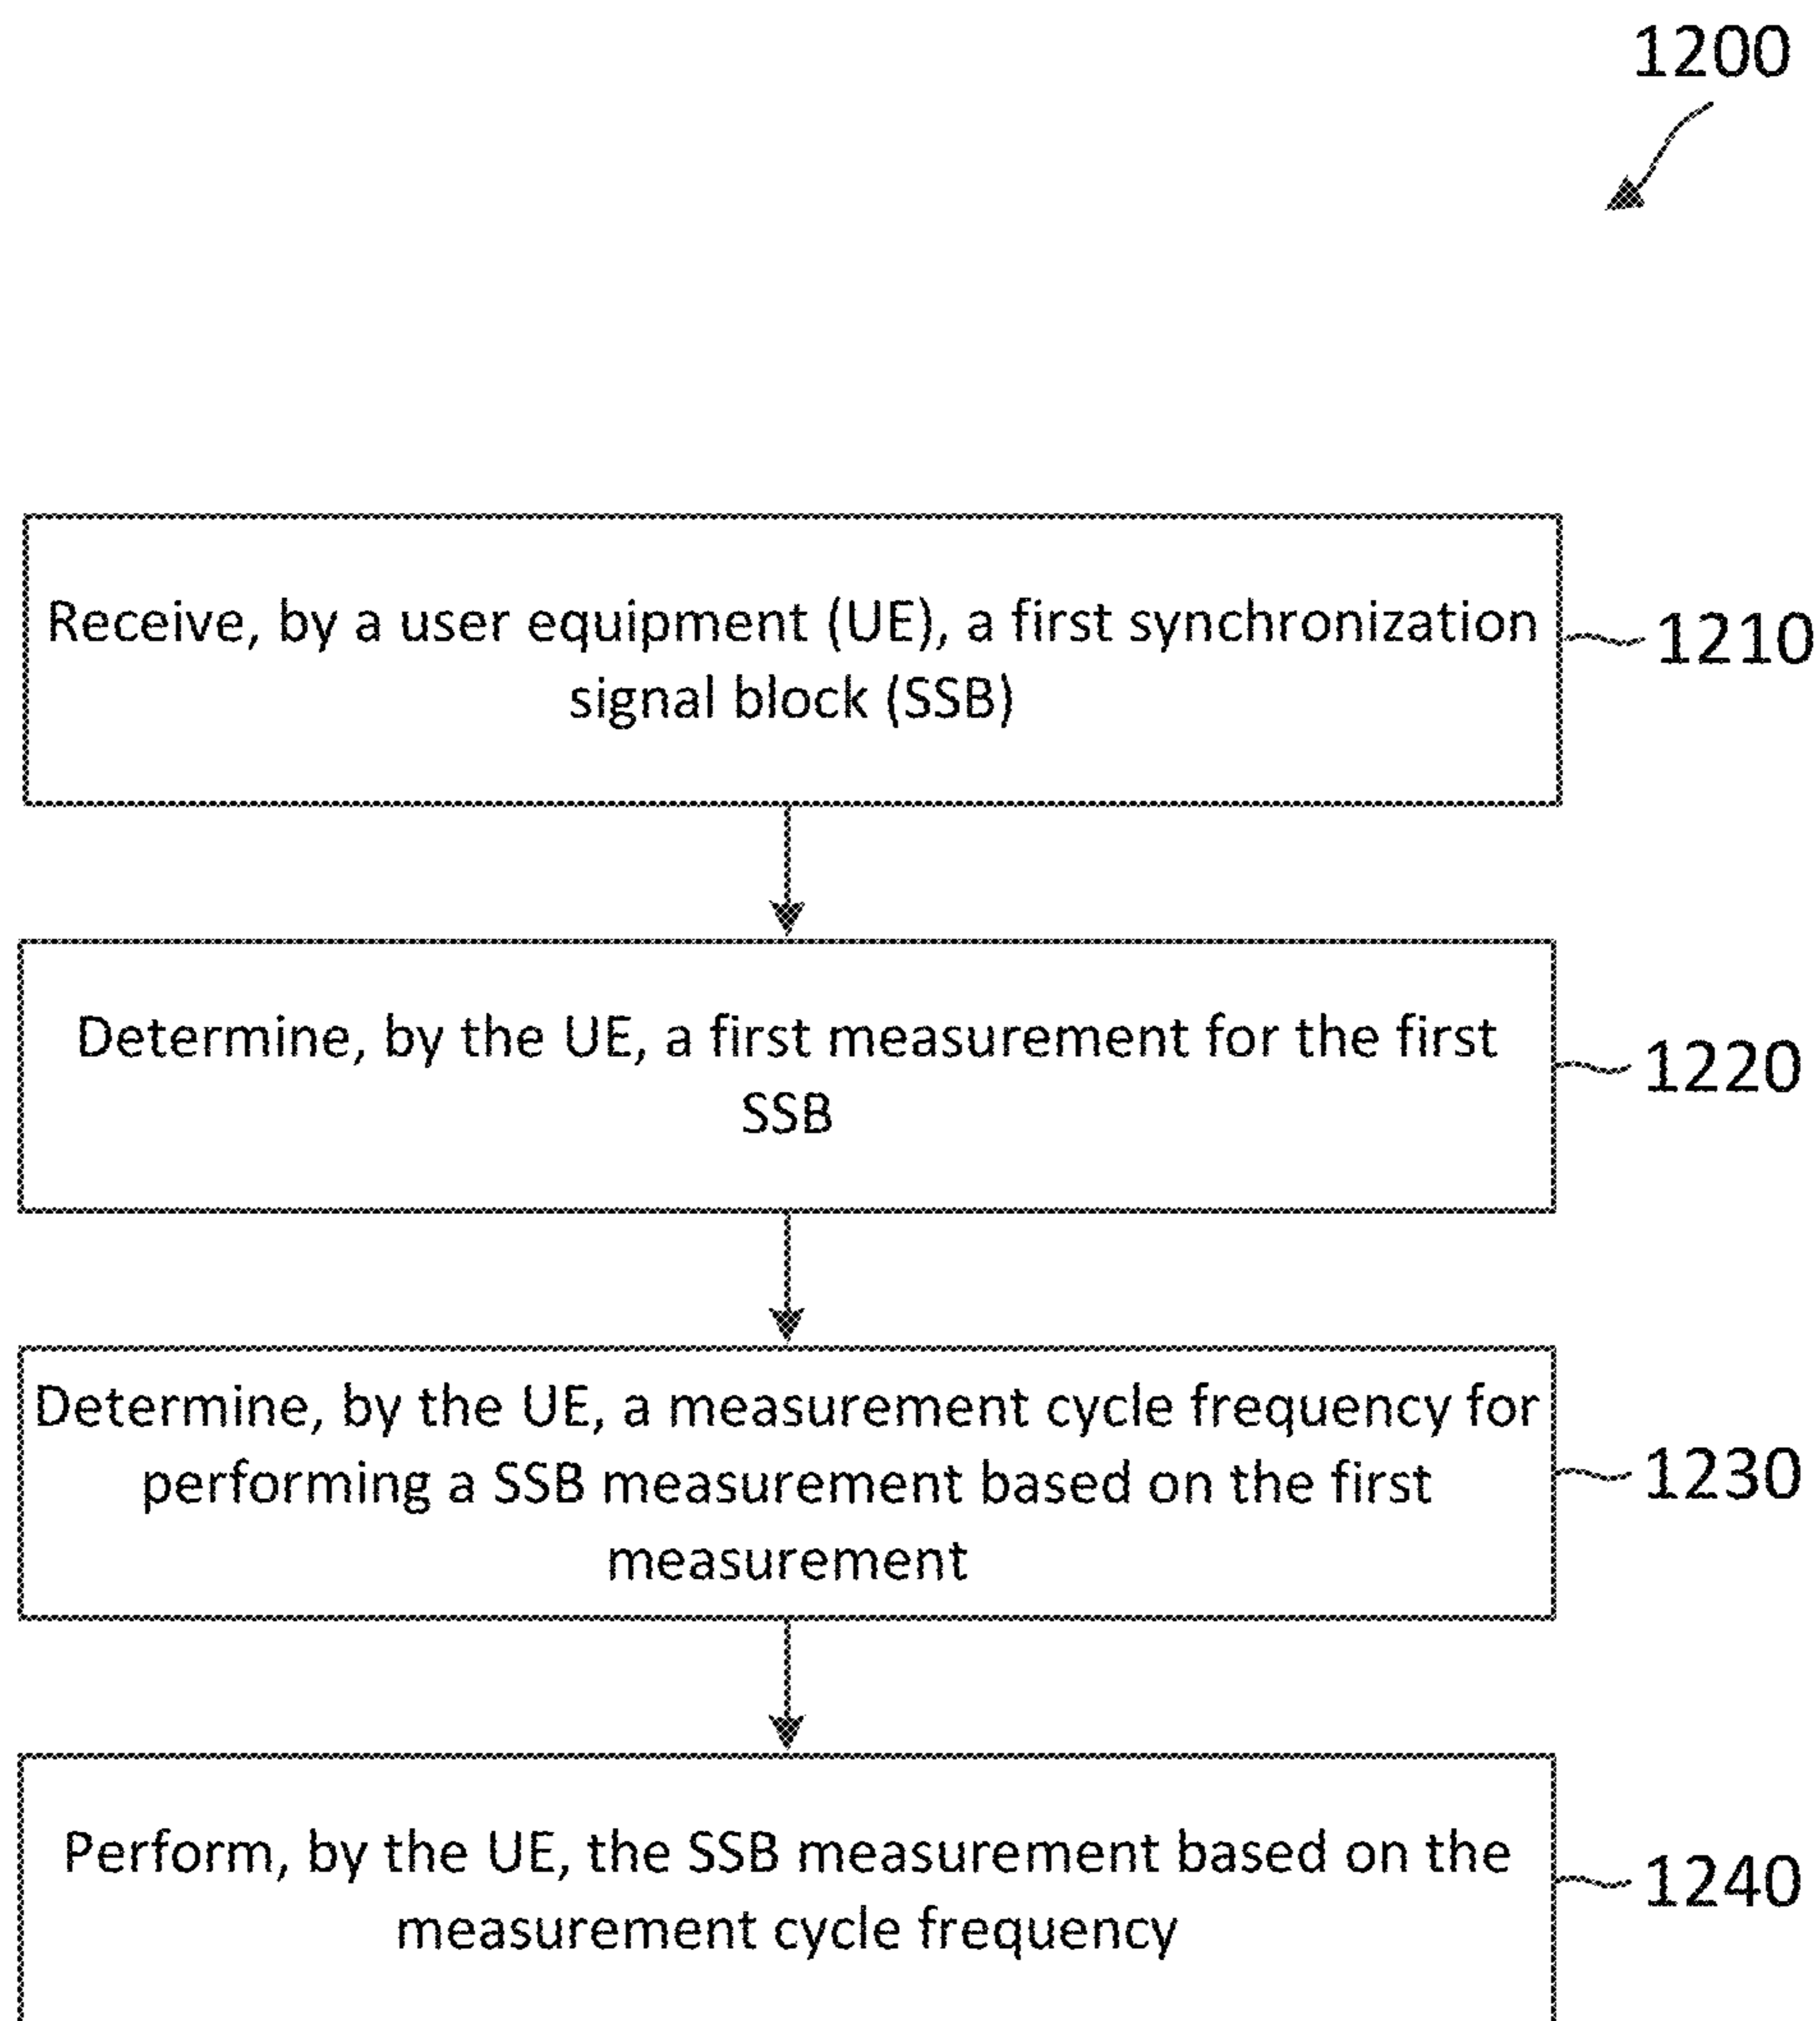 1200
Receive, by a user equipment (UE), a first synchronization
signal block (SSB)
1210
Determine, by the UE, a first measurement for the first
SSB
1220
Determine, by the UE, a measurement cycle frequency for
performing a SSB measurement based on the first
measurement
1230
Perform, by the UE, the SSB measurement based on the
measurement cycle frequency
1240